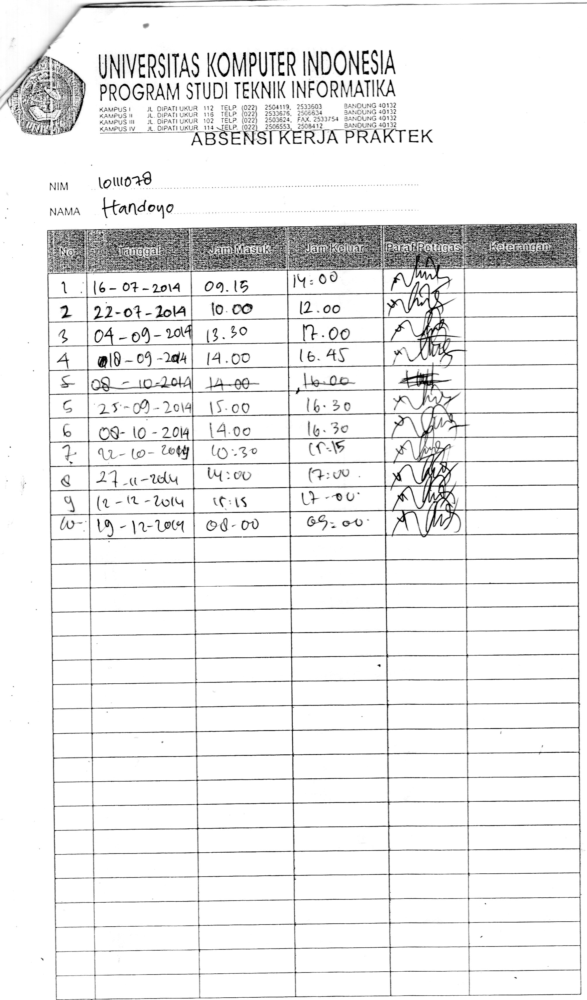 UNIVERSITAS KOMPUTER INDONESIA
PROGRAM STUDI TEKNIK INFORMATIKA
KAMPUS I JL DIPATI UKUR 112 TELP. (022) 2504119, 2533603 BANDUNG 40132
KAMPUS II JL. DIPATI UKUR 116 TELP. (022) 2533676, 2506634 BANDUNG 40132
KAMPUS III JL. DIPATI UKUR 102 TELP. (022) 2503624, FAX. 2533754 BANDUNG 40132
KAMPUS IV JL. DIPATI UKUR 114 TELP. (022) 2506553, 2508412 BANDUNG 40132
ABSENSI KERJA PRAKTEK
NIM 10111078
NAMA Handoyo
No Tanggal Jam Masuk Jam Keluar Paraf Petugas Keterangan
1 16-07-2014 09.15 14:00
2 22-07-2014 10.00 12.00
3 04-09-2014 13.30 17.00
4 18-09-2014 14.00 16.45
5 08-10-2014 14.00 16.00
5 25-09-2014 15.00 16.30
6 08-10-2014 14.00 16.30
7. 22-10-2014 10:30 15:15
8 27-11-2014 14:00 17:00
9 12-12-2014 15:15 17-00
10 19-12-2014 08-00 09:00